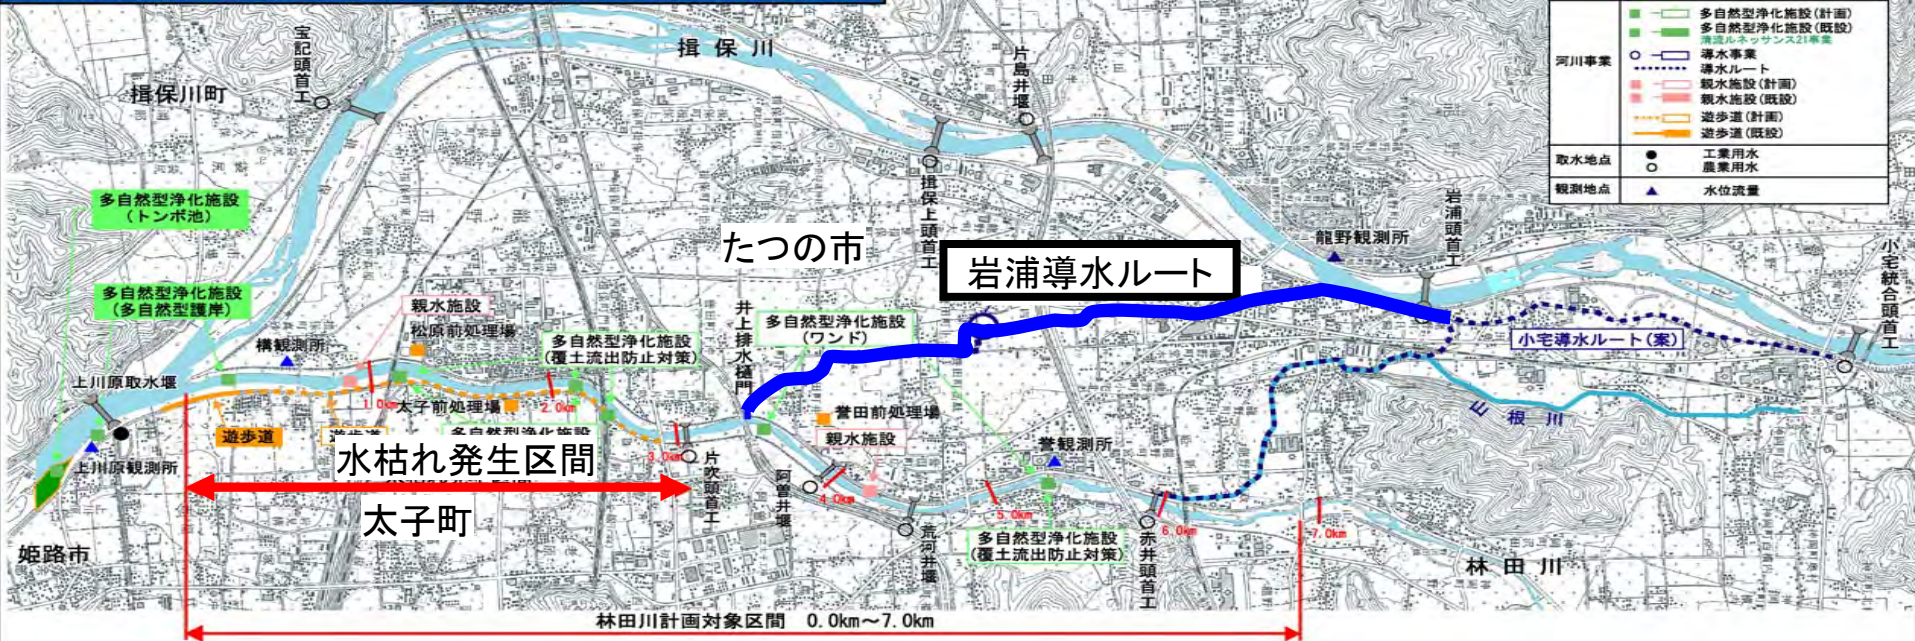 河川事業
多自然型浄化施設(計画)
多自然型浄化施設(既設)
清流ルネッサンス21事業
導水事業
導水ルート
親水施設(計画)
親水施設(既設)
遊歩道(計画)
遊歩道(既設)
取水地点
工業用水
農業用水
観測地点
水位流量
宝記頭首工
揖保川
片島井堰
揖保川町
揖保上頭首工
岩浦頭首工
多自然型浄化施設
(トンボ池)
たつの市
岩浦導水ルート
龍野観測所
小宅統合頭首工
多自然型浄化施設
(多自然型護岸)
親水施設
松原前処理場
井上排水樋門
多自然型浄化施設
(ワンド)
構観測所
多自然型浄化施設
(覆土流出防止対策)
小宅導水ルート(案)
上川原取水堰
1.0km
太子前処理場
2.0km
山根川
誉田前処理場
遊歩道
遊歩道
多自然型浄化施設
親水施設
誉観測所
上川原観測所
水枯れ発生区間
3.0km
片吹頭首工
阿曽井堰
4.0km
5.0km
6.0km
7.0km
太子町
荒河井堰
多自然型浄化施設
(覆土流出防止対策)
赤井頭首工
姫路市
林田川
林田川計画対象区間 0.0km～7.0km